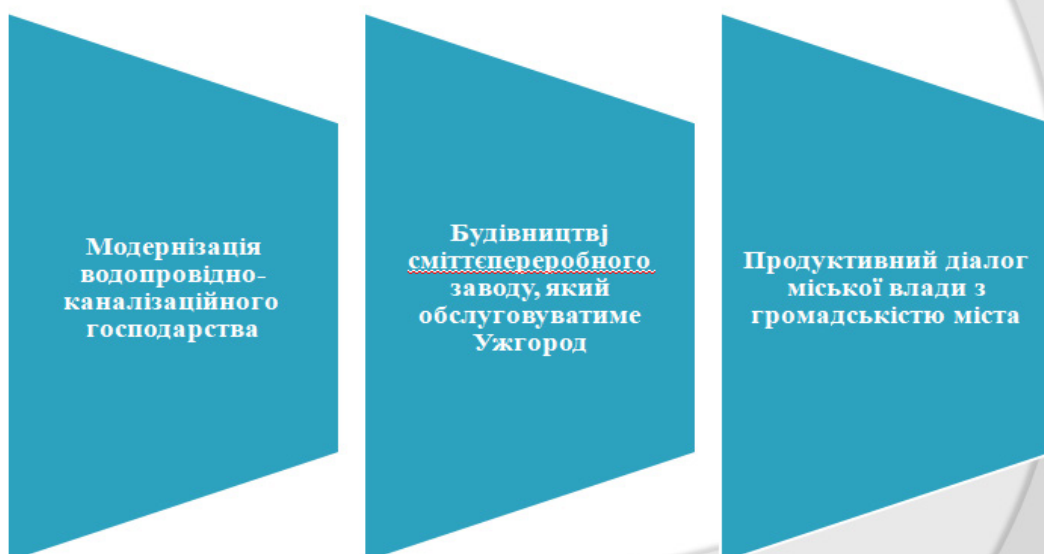 Модернізація
водопровідно-
каналізаційного
господарства
Будівництвј
сміттєпереробного
заводу, який
обслуговуватиме
Ужгород
Продуктивний діалог
міської влади з
громадськістю міста